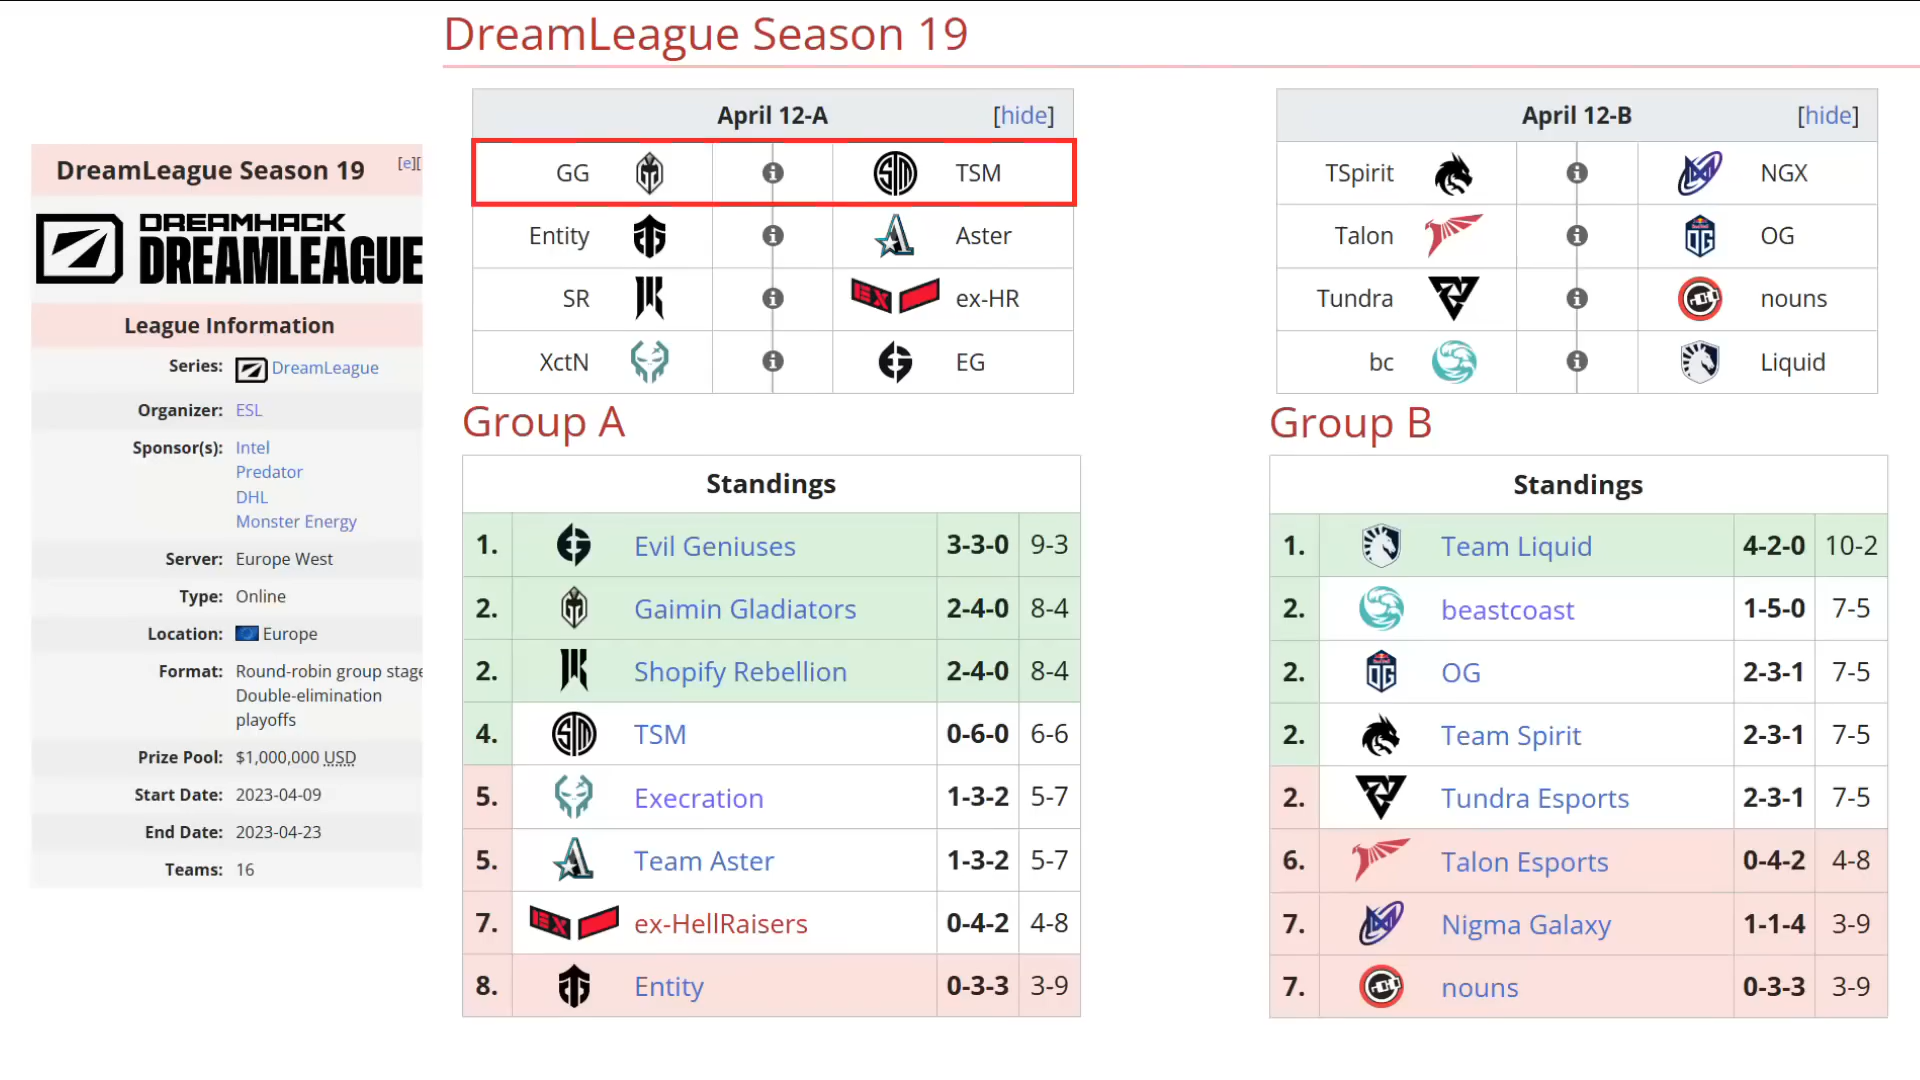 DreamLeague Season 19
DreamLeague Season 19 [e][
DREAMHACK
DREAMLEAGUE
League Information
Series: DreamLeague
Organizer: ESL
Sponsor(s): Intel
Predator
DHL
Monster Energy
Server: Europe West
Type: Online
Location: Europe
Format: Round-robin group stage
Double-elimination
playoffs
Prize Pool: $1,000,000 USD
Start Date: 2023-04-09
End Date: 2023-04-23
Teams: 16
April 12-A [hide]
GG TSM
Entity Aster
SR EX ex-HR
XctN EG
Group A
Standings
1. Evil Geniuses 3-3-0 9-3
2. Gaimin Gladiators 2-4-0 8-4
2. Shopify Rebellion 2-4-0 8-4
4. TSM 0-6-0 6-6
5. Execration 1-3-2 5-7
5. Team Aster 1-3-2 5-7
7. EX ex-HellRaisers 0-4-2 4-8
8. Entity 0-3-3 3-9
April 12-B [hide]
TSpirit NGX
Talon OG
Tundra nouns
bc Liquid
Group B
Standings
1. Team Liquid 4-2-0 10-2
2. beastcoast 1-5-0 7-5
2. OG 2-3-1 7-5
2. Team Spirit 2-3-1 7-5
2. Tundra Esports 2-3-1 7-5
6. Talon Esports 0-4-2 4-8
7. Nigma Galaxy 1-1-4 3-9
7. nouns 0-3-3 3-9